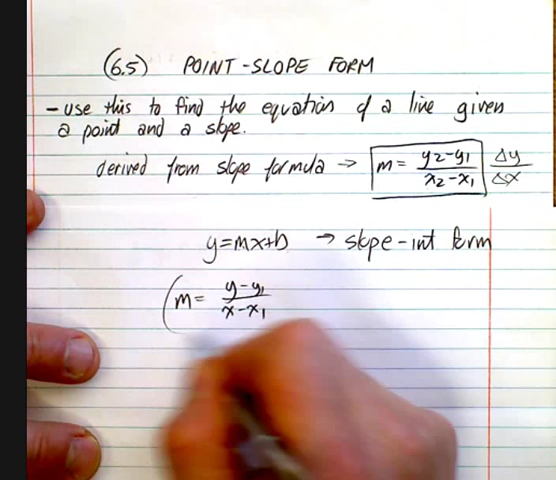 (6.5) POINT-SLOPE FORM
- use this to find the equation of a line given
a point and a slope.
derived from slope formula → m = y2-y1 / x2-x1 Δy / Δx
y=mx+b → slope-int form
(m= y-y1 / x-x1